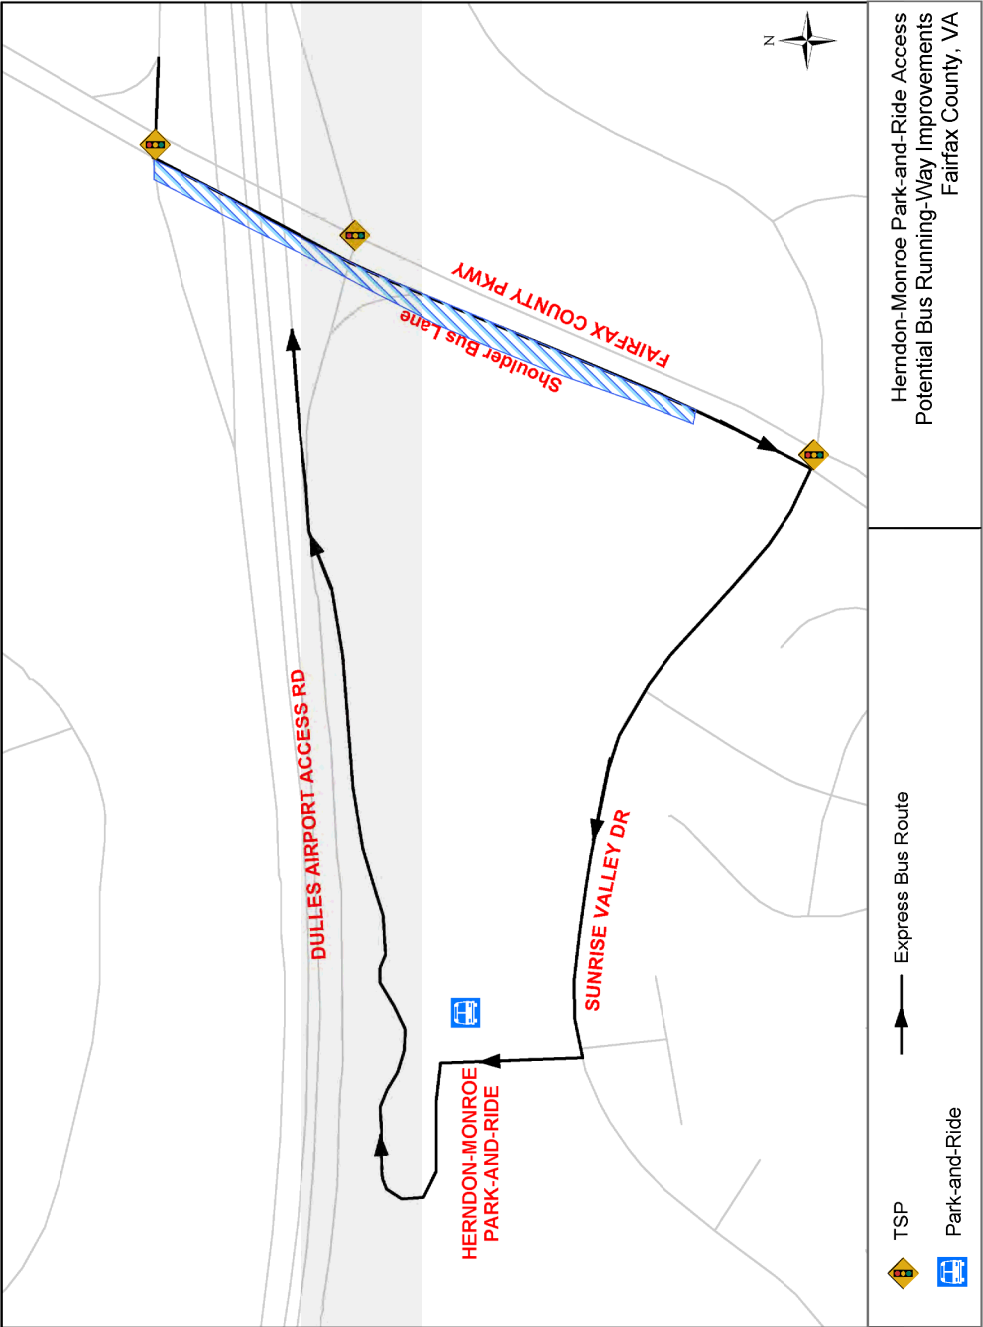 N
FAIRFAX COUNTY PKWY
Shoulder Bus Lane
DULLES AIRPORT ACCESS RD
SUNRISE VALLEY DR
HERNDON-MONROE
PARK-AND-RIDE
TSP
Park-and-Ride
Express Bus Route
Herndon-Monroe Park-and-Ride Access
Potential Bus Running-Way Improvements
Fairfax County, VA